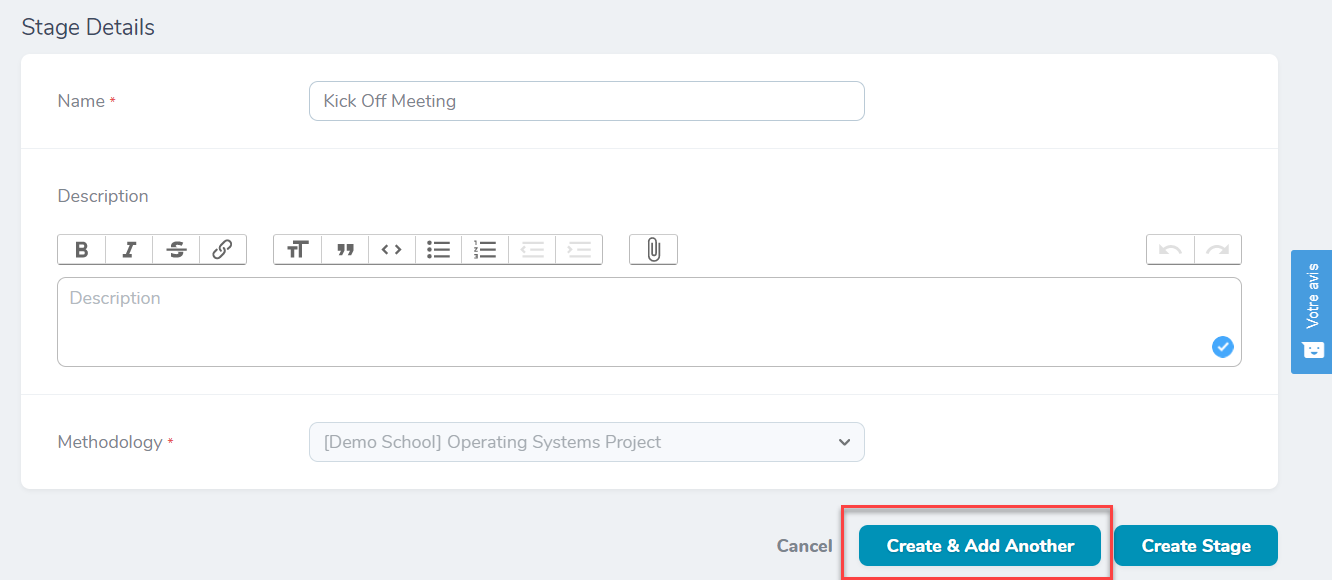 Stage Details
Name *
Kick Off Meeting
Description
Description
Votre avis
Methodology *
[Demo School] Operating Systems Project
Cancel
Create & Add Another
Create Stage